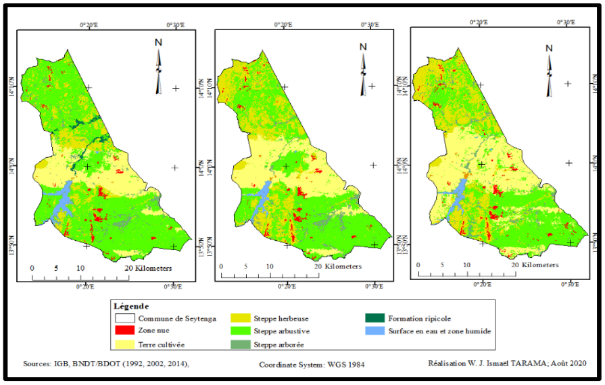 0°20'E 0°30'E
0°20'E 0°30'E
0°20'E 0°30'E
N
N
N
14°10'N
14°0'N
13°50'N
14°10'N
14°0'N
13°50'N
14°10'N
14°0'N
13°50'N
0 5 10 20 Kilometers
0 5 10 20 Kilometers
0 5 10 20 Kilometers
0°20'E 0°30'E
0°20'E 0°30'E
0°20'E 0°30'E
Légende
Commune de Seytenga
Zone nue
Terre cultivée
Steppe herbeuse
Steppe arbustive
Steppe arborée
Formation ripicole
Surface en eau et zone humide
Sources: IGB, BNDT/BDOT (1992, 2002, 2014),
Coordinate System: WGS 1984
Réalisation W. J. Ismael TARAMA; Août 2020